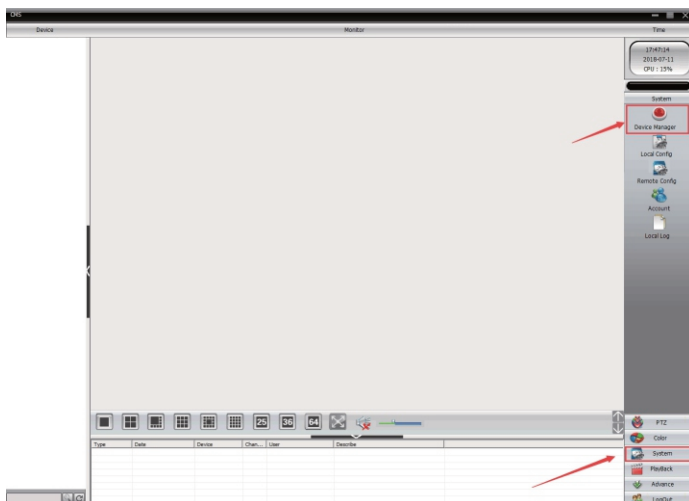 CMS
Device Monitor Time
17:47:14
2018-07-11
CPU : 15%
System
Device Manager
Local Config
Remote Config
Account
Local Log
25 36 64
PTZ
Color
System
PlayBack
Advance
LogOut
Type Date Device Chan... User Describe